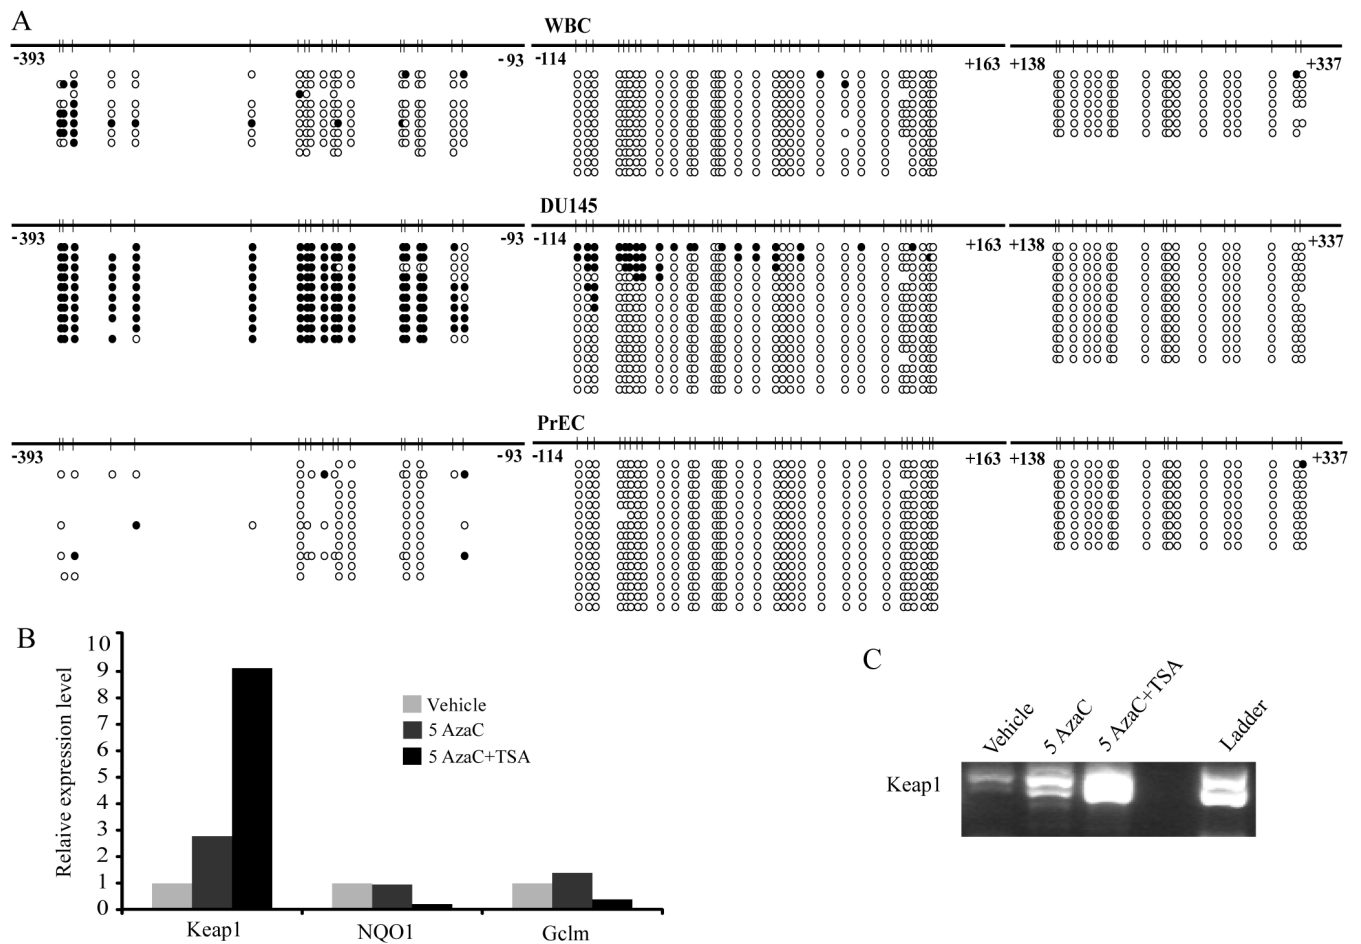 A
WBC
-393
-93
-114
+163
+138
+337
DU145
-393
-93
-114
+163
+138
+337
PrEC
-393
-93
-114
+163
+138
+337
B
Relaive expression level
10
9
8
7
6
5
4
3
2
1
0
Vehicle
5 AzaC
5 AzaC+TSA
Keap1
NQO1
Gclm
C
Vehicle
5 AzaC
5 AzaC+TSA
Ladder
Keap1